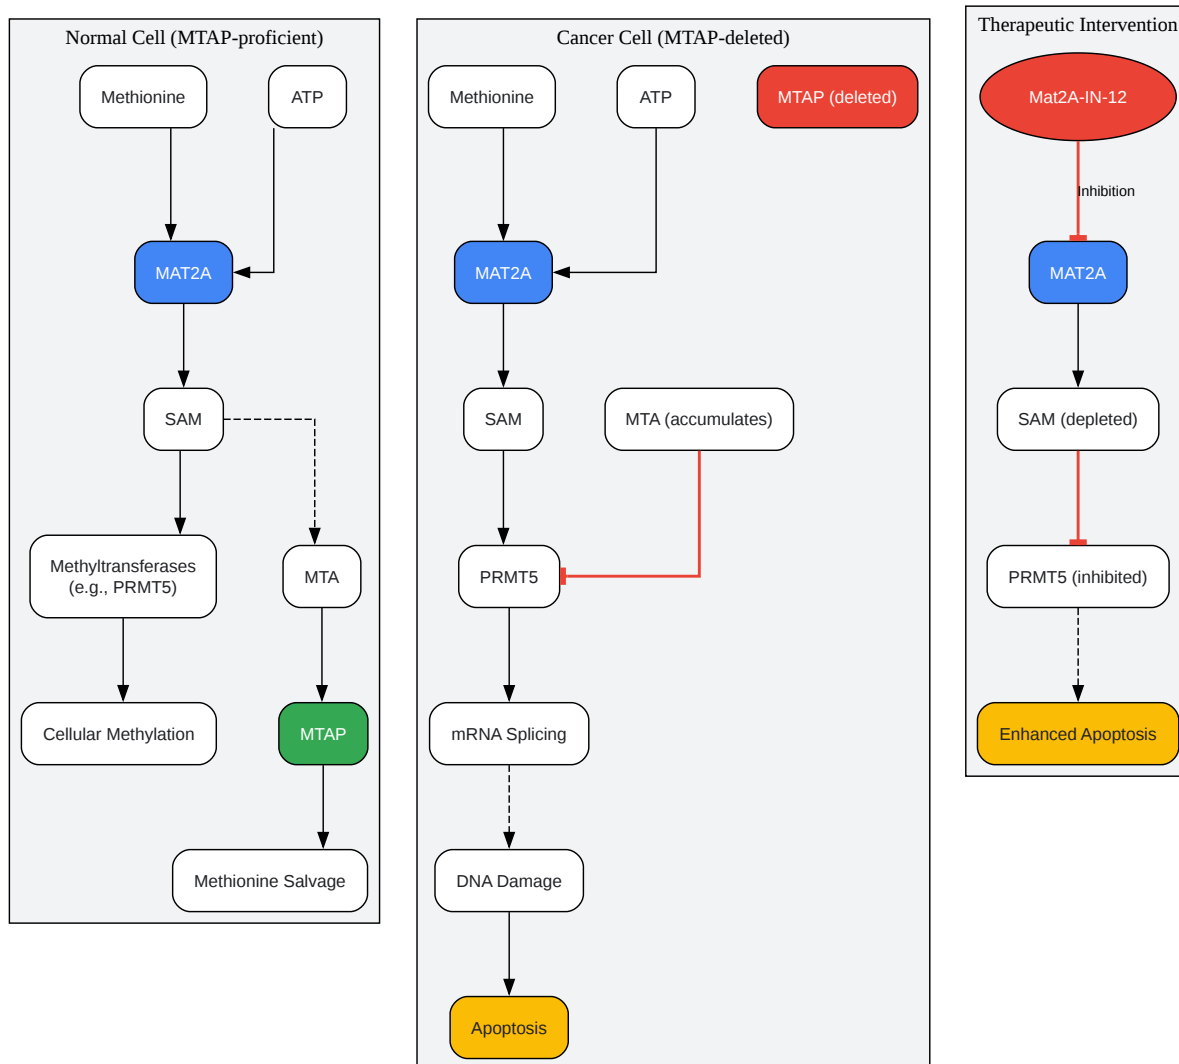 Normal Cell (MTAP-proficient)
Methionine
ATP
MAT2A
SAM
Methyltransferases
(e.g., PRMT5)
MTA
Cellular Methylation
MTAP
Methionine Salvage
Cancer Cell (MTAP-deleted)
Methionine
ATP
MTAP (deleted)
MAT2A
SAM
MTA (accumulates)
PRMT5
mRNA Splicing
DNA Damage
Apoptosis
Therapeutic Intervention
Mat2A-IN-12
Inhibition
MAT2A
SAM (depleted)
PRMT5 (inhibited)
Enhanced Apoptosis